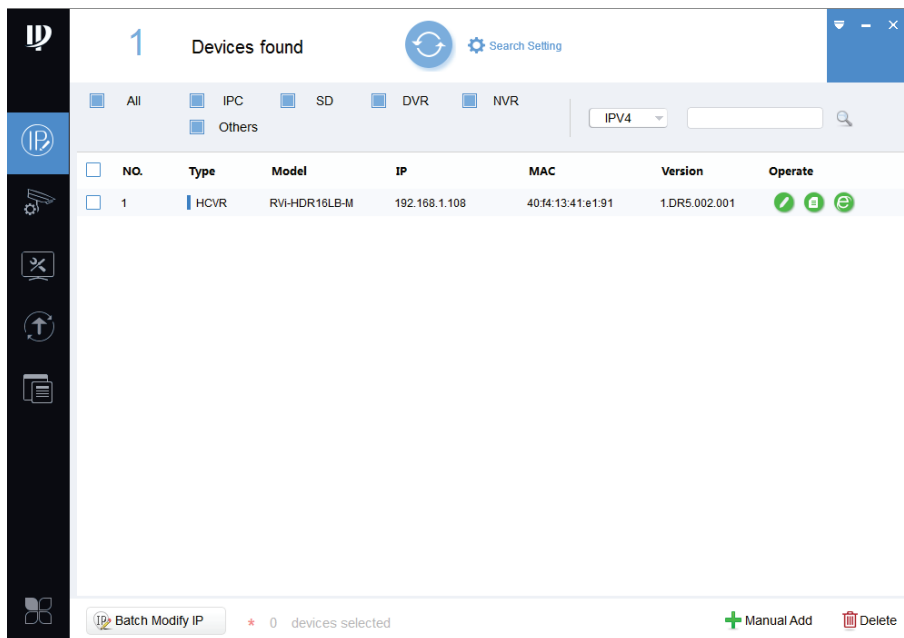 1 Devices found Search Setting
All IPC SD DVR NVR
Others
IPV4
NO. Type Model IP MAC Version Operate
1 HCVR RVi-HDR16LB-M 192.168.1.108 40:f4:13:41:e1:91 1.DR5.002.001
Batch Modify IP * 0 devices selected Manual Add Delete